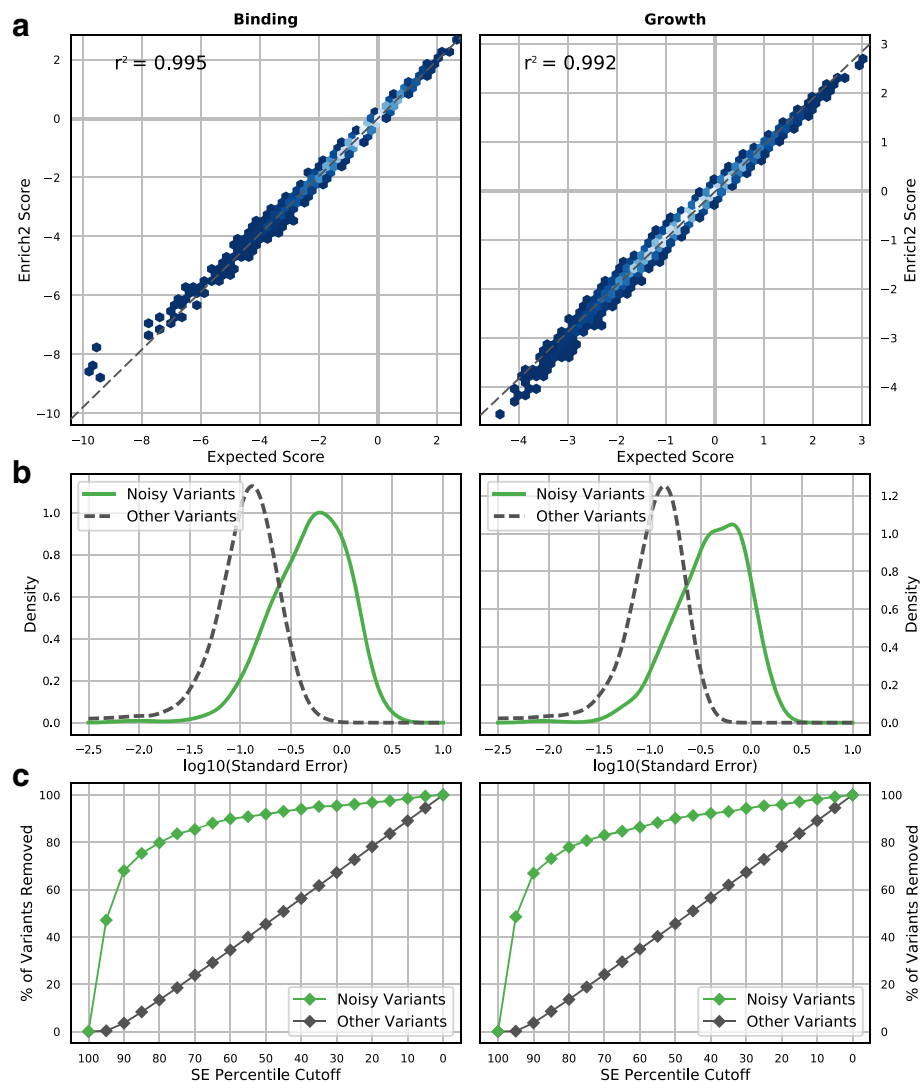 a
Binding
Growth
r² = 0.995
r² = 0.992
2
0
−2
−4
−6
−8
−10
Enrich2 Score
−10 −8 −6 −4 −2 0 2
Expected Score
3
2
1
0
−1
−2
−3
−4
Enrich2 Score
−4 −3 −2 −1 0 1 2 3
Expected Score
b
Noisy Variants
Other Variants
1.0
0.8
0.6
0.4
0.2
0.0
Density
−2.5 −2.0 −1.5 −1.0 −0.5 0.0 0.5 1.0
log10(Standard Error)
Noisy Variants
Other Variants
1.2
1.0
0.8
0.6
0.4
0.2
0.0
Density
−2.5 −2.0 −1.5 −1.0 −0.5 0.0 0.5 1.0
log10(Standard Error)
c
100
80
60
40
20
0
% of Variants Removed
Noisy Variants
Other Variants
100 90 80 70 60 50 40 30 20 10 0
SE Percentile Cutoff
100
80
60
40
20
0
% of Variants Removed
Noisy Variants
Other Variants
100 90 80 70 60 50 40 30 20 10 0
SE Percentile Cutoff